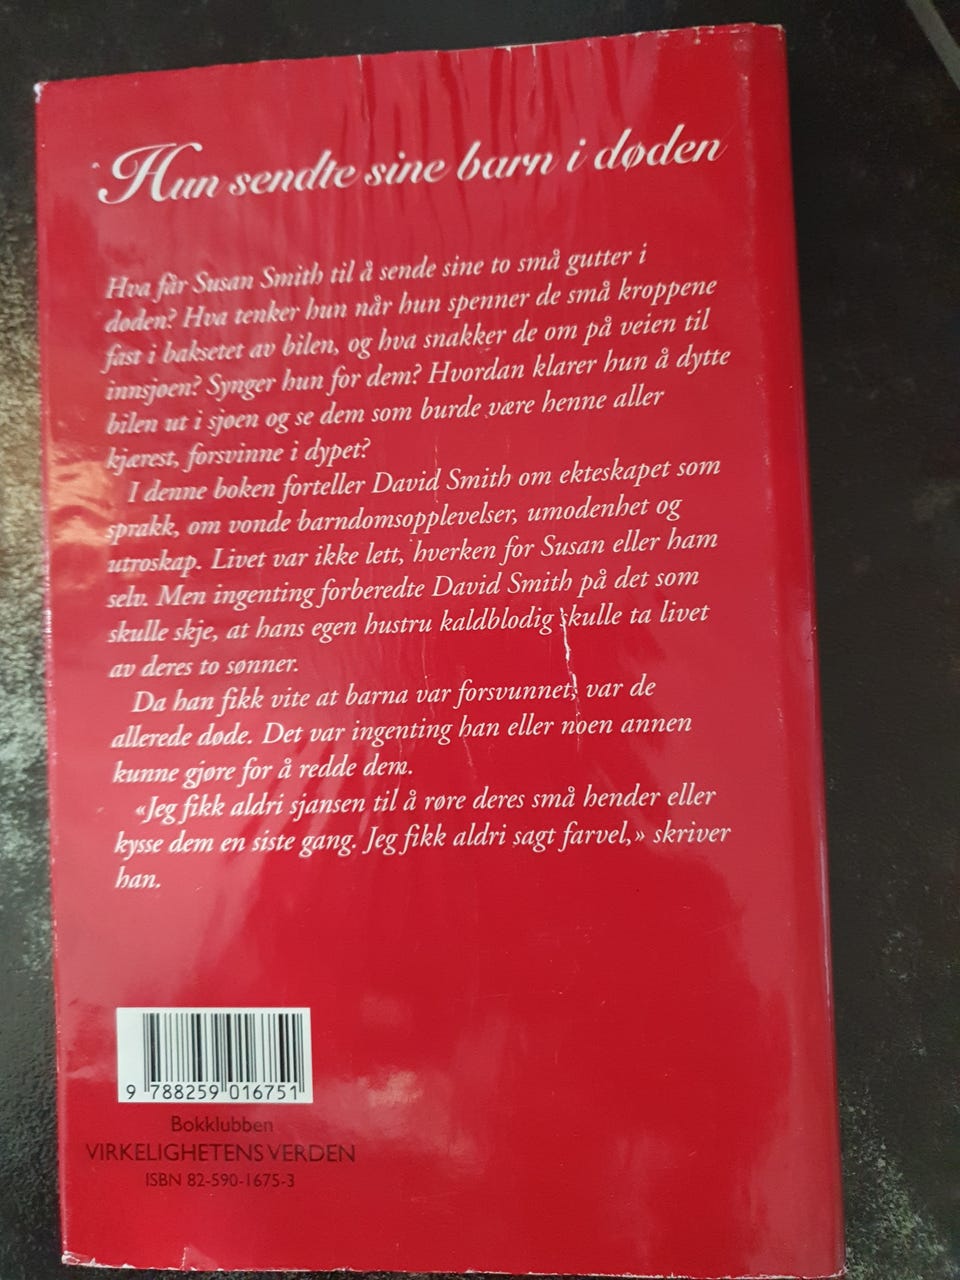 Hun sendte sine barn i døden
Hva får Susan Smith til å sende sine to små gutter i
døden? Hva tenker hun når hun spenner de små kroppene
fast i baksetet av bilen, og hva snakker de om på veien til
innsjøen? Synger hun for dem? Hvordan klarer hun å dytte
bilen ut i sjøen og se dem som burde være henne aller
kjærest, forsvinne i dypet?
I denne boken forteller David Smith om ekteskapet som
sprakk, om vonde barndomsopplevelser, umodenhet og
utroskap. Livet var ikke lett, hverken for Susan eller ham
selv. Men ingenting forberedte David Smith på det som
skulle skje, at hans egen hustru kaldblodig skulle ta livet
av deres to sønner.
Da han fikk vite at barna var forsvunnet, var de
allerede døde. Det var ingenting han eller noen annen
kunne gjøre for å redde dem.
«Jeg fikk aldri sjansen til å røre deres små hender eller
kysse dem en siste gang. Jeg fikk aldri sagt farvel,» skriver
han.
9 788259 016751
Bokklubben
VIRKELIGHETENS VERDEN
ISBN 82-590-1675-3